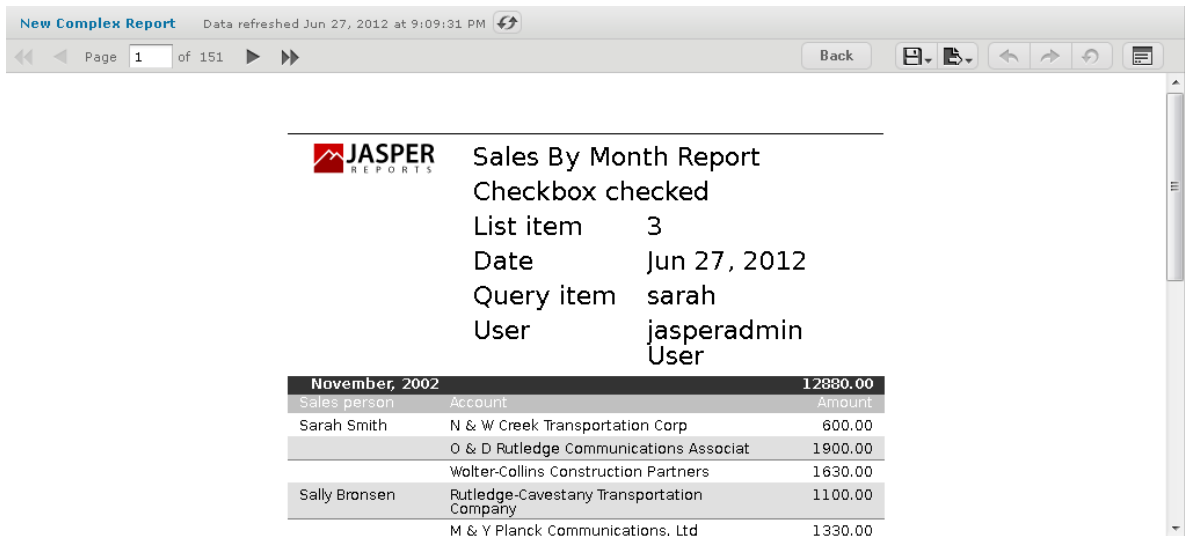 New Complex Report Data refreshed Jun 27, 2012 at 9:09:31 PM
Page 1 of 151 Back
JASPER
REPORTS
Sales By Month Report
Checkbox checked
List item 3
Date Jun 27, 2012
Query item sarah
User jasperadmin
User
November, 2002 12880.00
Sales person Account Amount
Sarah Smith N & W Creek Transportation Corp 600.00
O & D Rutledge Communications Associat 1900.00
Wolter-Collins Construction Partners 1630.00
Sally Bronsen Rutledge-Cavestany Transportation 1100.00
Company
M & Y Planck Communications, Ltd 1330.00